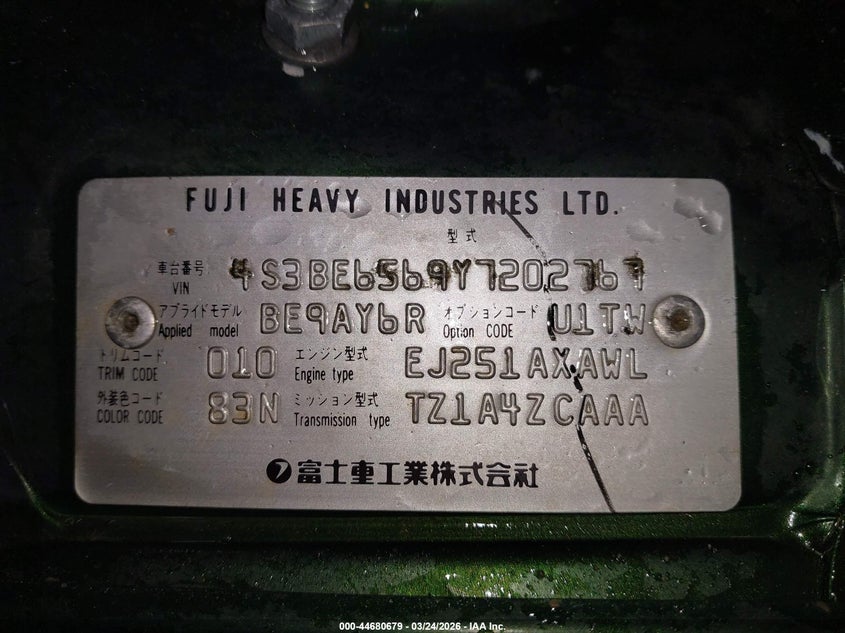 FUJI HEAVY INDUSTRIES LTD.
型式
車台番号 VIN 4S3BE6569Y7202767
アプライドモデル Applied model BE9AY6R オプションコード Option CODE U1TW
トリムコード TRIM CODE 010 エンジン型式 Engine type EJ251AXAWL
外装色コード COLOR CODE 83N ミッション型式 Transmission type TZ1A4ZCAAA
富士重工業株式会社
000-44680679 - 03/24/2026 - IAA Inc.